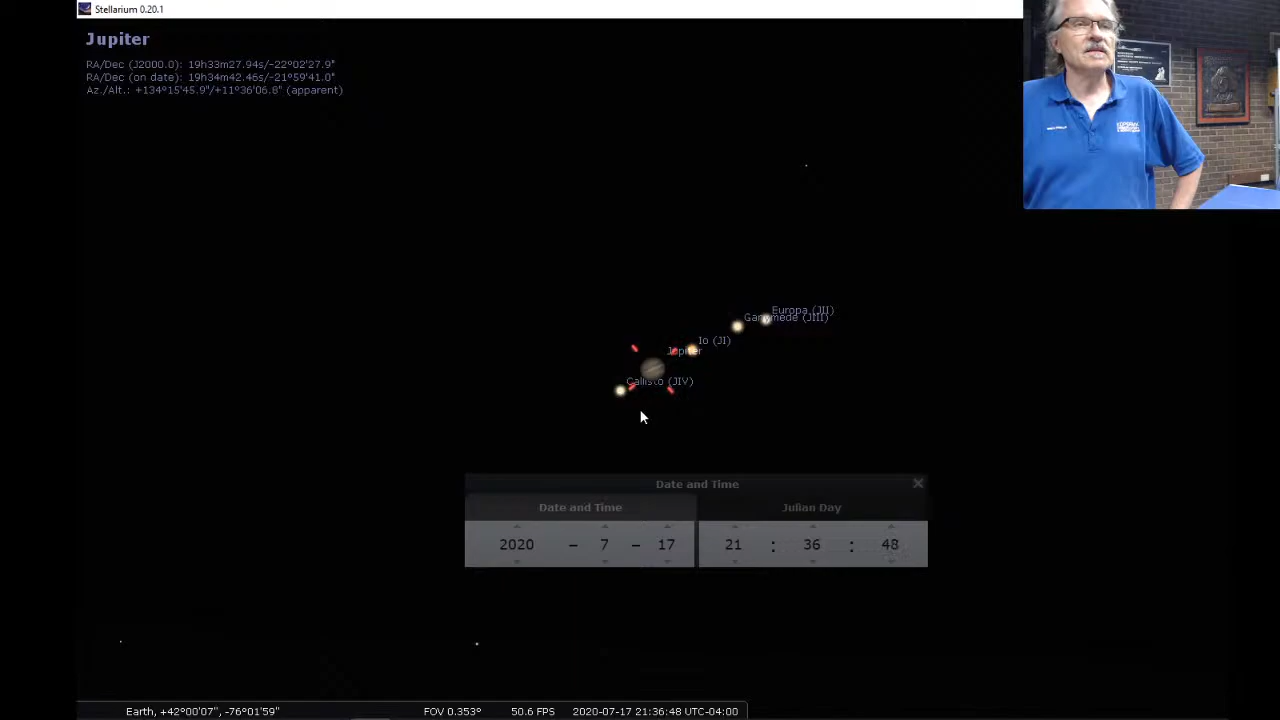 Stellarium 0.20.1
Jupiter
RA/Dec (J2000.0): 19h33m27.94s/-22°02'27.9"
RA/Dec (on date): 19h34m42.46s/-21°59'41.0"
Az./Alt.: +134°15'45.9"/+11°36'06.8" (apparent)
Europa (JII)
Ganymede (JIII)
Io (JI)
Jupiter
Callisto (JIV)
Date and Time
Date and Time Julian Day
2020 – 7 – 17 21 : 36 : 48
Earth, +42°00'07", -76°01'59" FOV 0.353° 50.6 FPS 2020-07-17 21:36:48 UTC-04:00